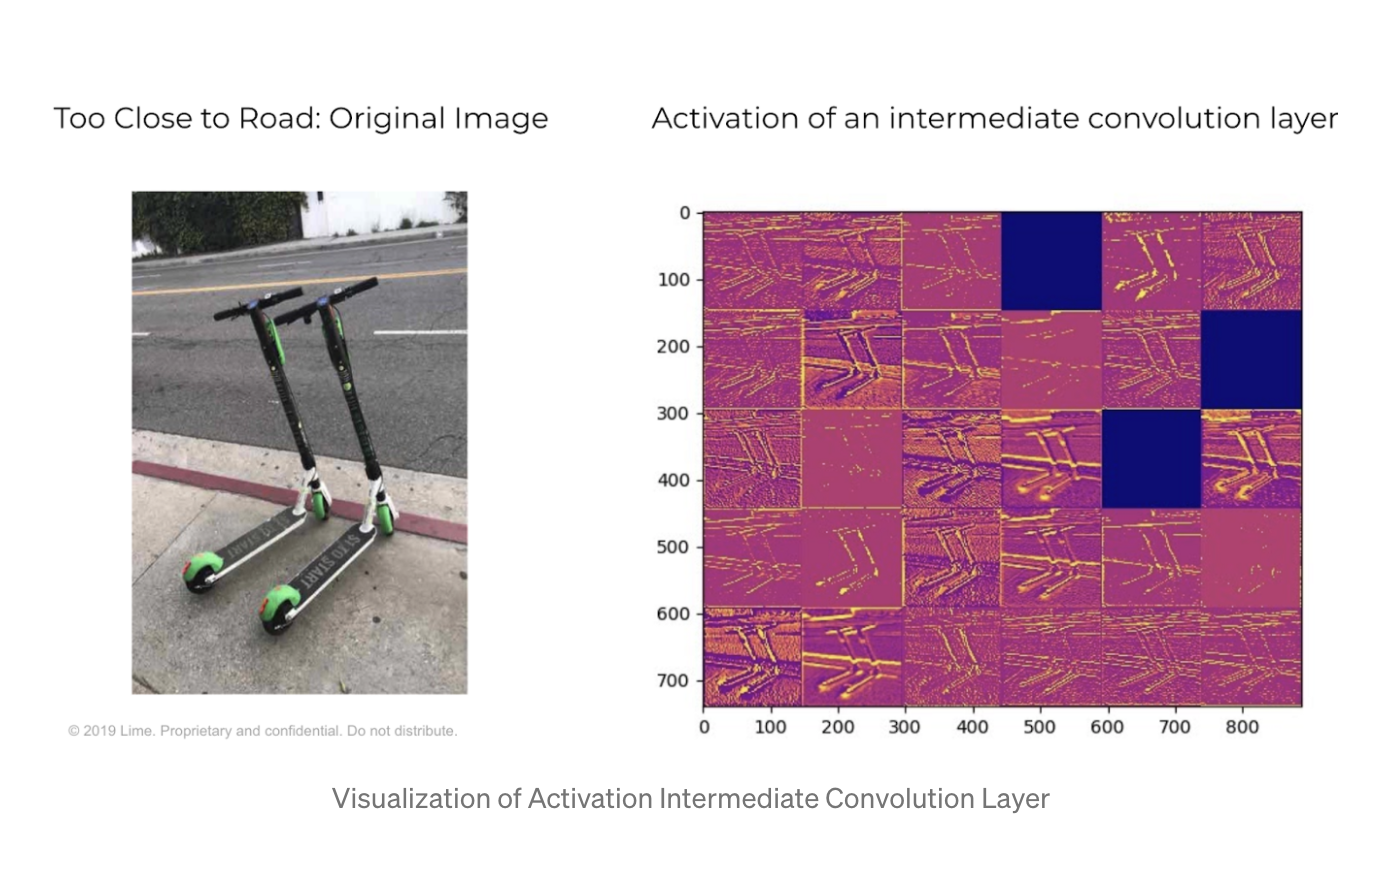 Too Close to Road: Original Image
Activation of an intermediate convolution layer
START
START
0
100
200
300
400
500
600
700
0
100
200
300
400
500
600
700
800
© 2019 Lime. Proprietary and confidential. Do not distribute.
Visualization of Activation Intermediate Convolution Layer